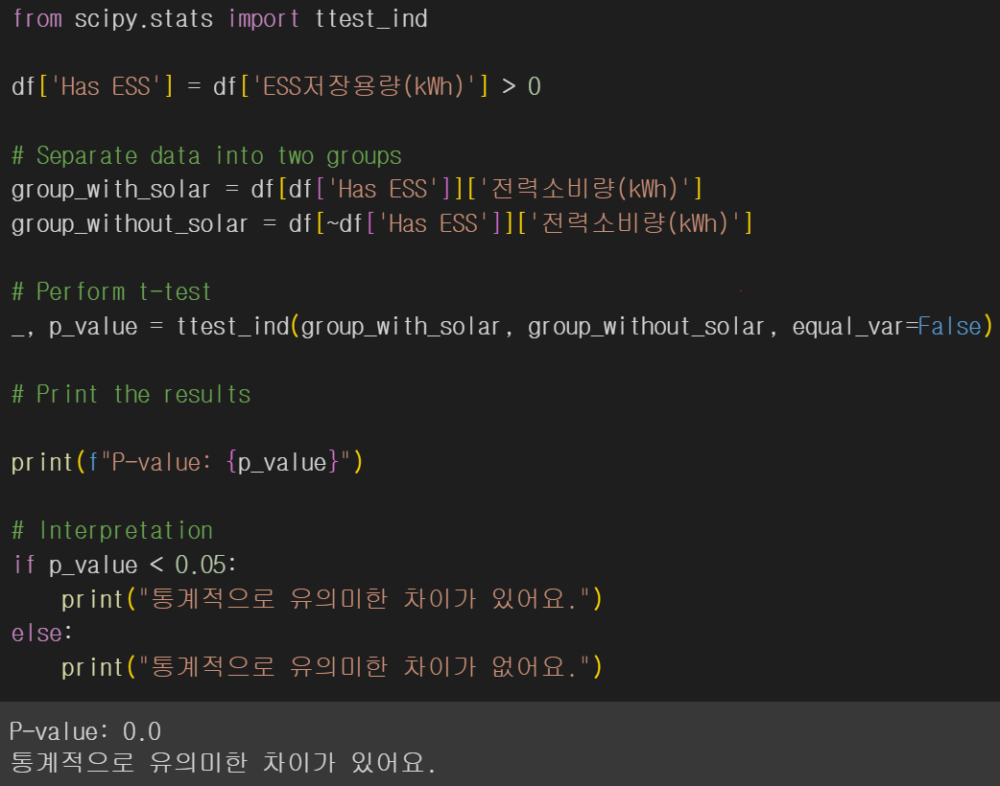 from scipy.stats import ttest_ind
df['Has ESS'] = df['ESS저장용량(kWh)'] > 0
# Separate data into two groups
group_with_solar = df[df['Has ESS']]['전력소비량(kWh)']
group_without_solar = df[~df['Has ESS']]['전력소비량(kWh)']
# Perform t-test
_, p_value = ttest_ind(group_with_solar, group_without_solar, equal_var=False)
# Print the results
print(f"P-value: {p_value}")
# Interpretation
if p_value < 0.05:
    print("통계적으로 유의미한 차이가 있어요.")
else:
    print("통계적으로 유의미한 차이가 없어요.")
P-value: 0.0
통계적으로 유의미한 차이가 있어요.